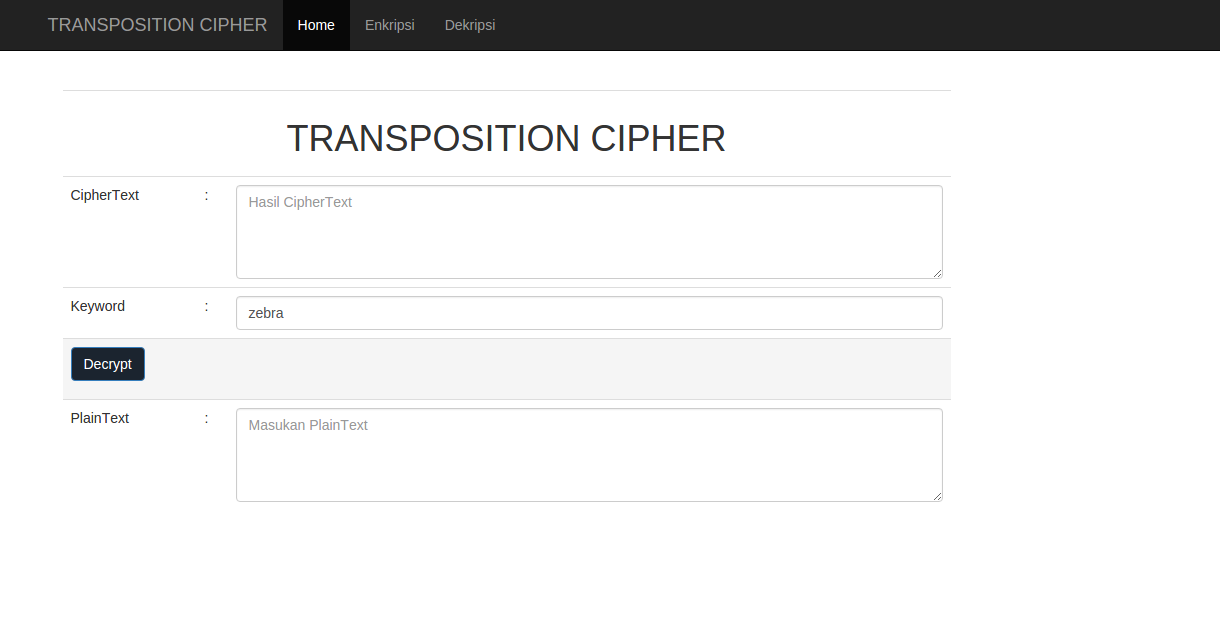 TRANSPOSITION CIPHER Home Enkripsi Dekripsi
TRANSPOSITION CIPHER
CipherText : Hasil CipherText
Keyword : zebra
Decrypt
PlainText : Masukan PlainText